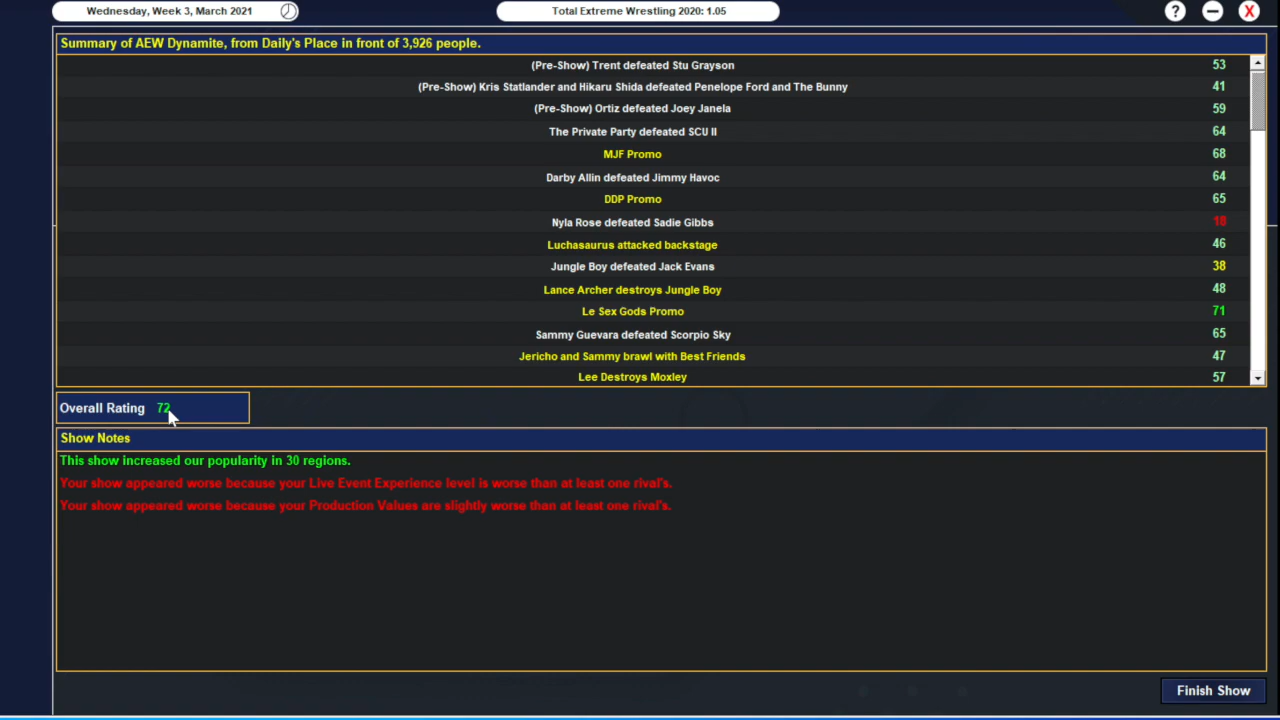 Wednesday, Week 3, March 2021
Total Extreme Wrestling 2020: 1.05
? X
Summary of AEW Dynamite, from Daily's Place in front of 3,926 people.
(Pre-Show) Trent defeated Stu Grayson 53
(Pre-Show) Kris Statlander and Hikaru Shida defeated Penelope Ford and The Bunny 41
(Pre-Show) Ortiz defeated Joey Janela 59
The Private Party defeated SCU II 64
MJF Promo 68
Darby Allin defeated Jimmy Havoc 64
DDP Promo 65
Nyla Rose defeated Sadie Gibbs 18
Luchasaurus attacked backstage 46
Jungle Boy defeated Jack Evans 38
Lance Archer destroys Jungle Boy 48
Le Sex Gods Promo 71
Sammy Guevara defeated Scorpio Sky 65
Jericho and Sammy brawl with Best Friends 47
Lee Destroys Moxley 57
Overall Rating 72
Show Notes
This show increased our popularity in 30 regions.
Your show appeared worse because your Live Event Experience level is worse than at least one rival's.
Your show appeared worse because your Production Values are slightly worse than at least one rival's.
Finish Show